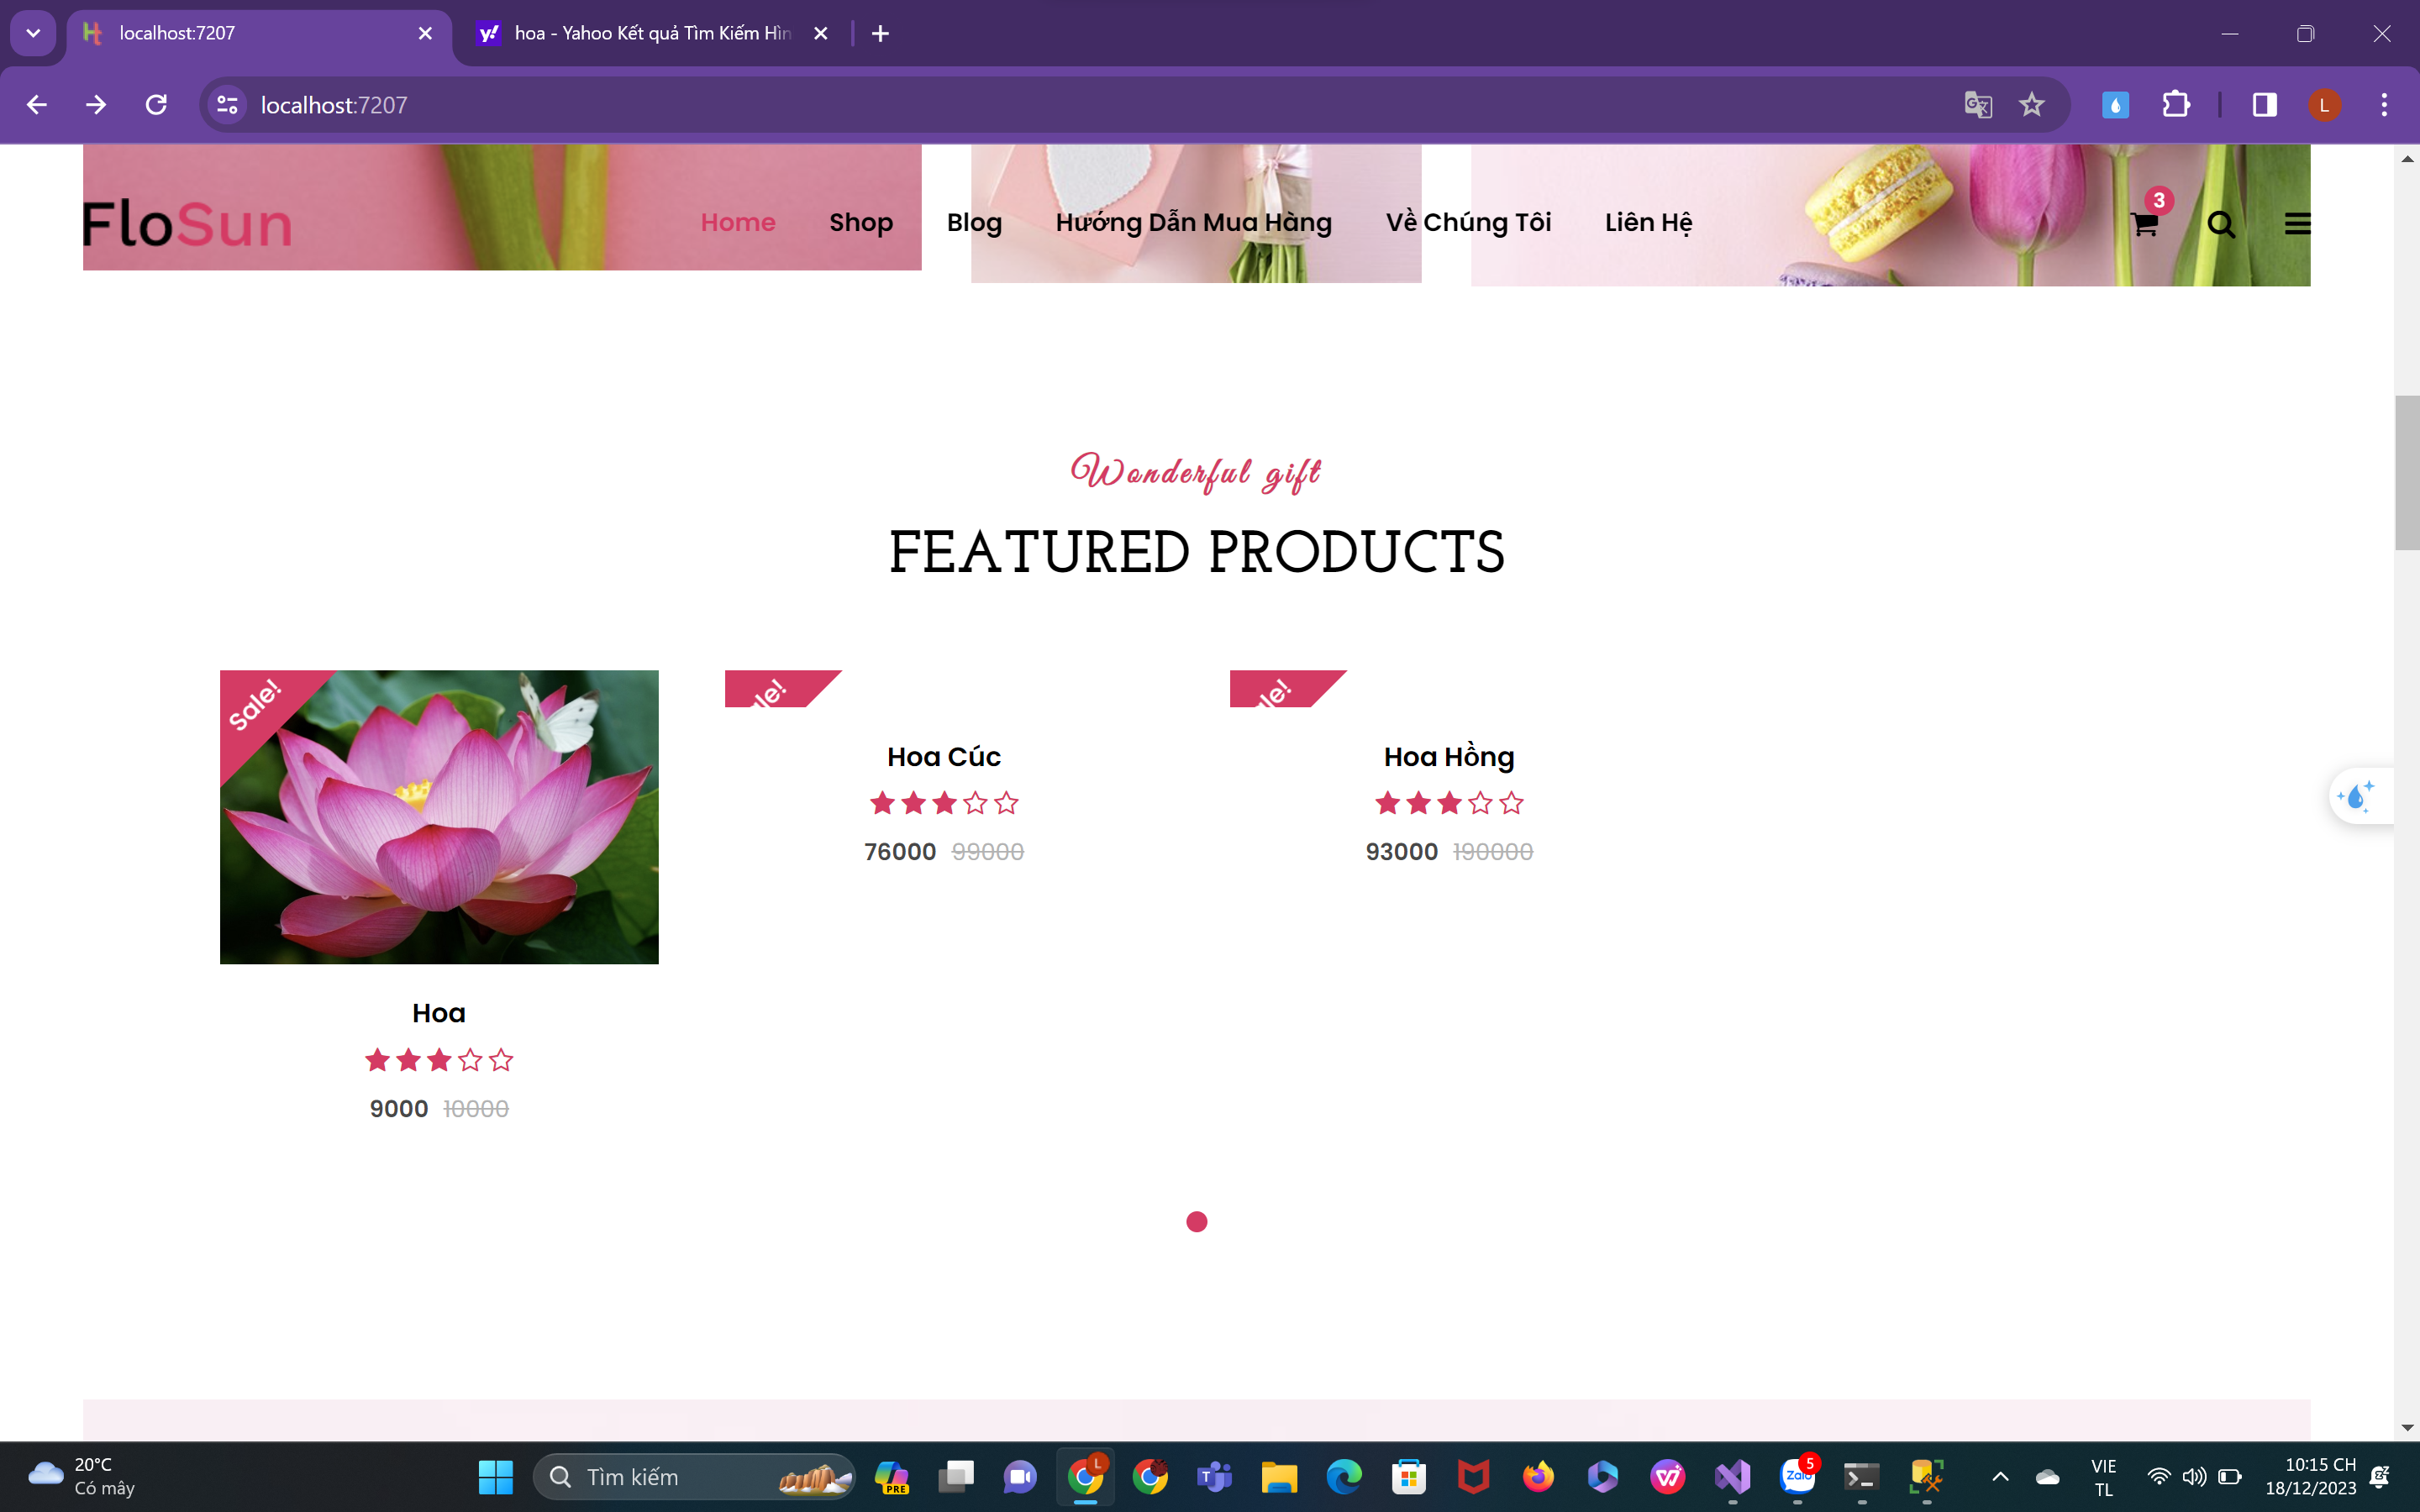 localhost:7207
hoa - Yahoo Kết quả Tìm Kiếm Hìn
localhost:7207
L
FloSun
Home
Shop
Blog
Hướng Dẫn Mua Hàng
Về Chúng Tôi
Liên Hệ
3
Wonderful gift
FEATURED PRODUCTS
Sale!
le!
le!
Hoa Cúc
76000 99000
Hoa Hồng
93000 190000
Hoa
9000 10000
20°C
Có mây
Tìm kiếm
PRE
L
Zalo
5
VIE
TL
10:15 CH
18/12/2023